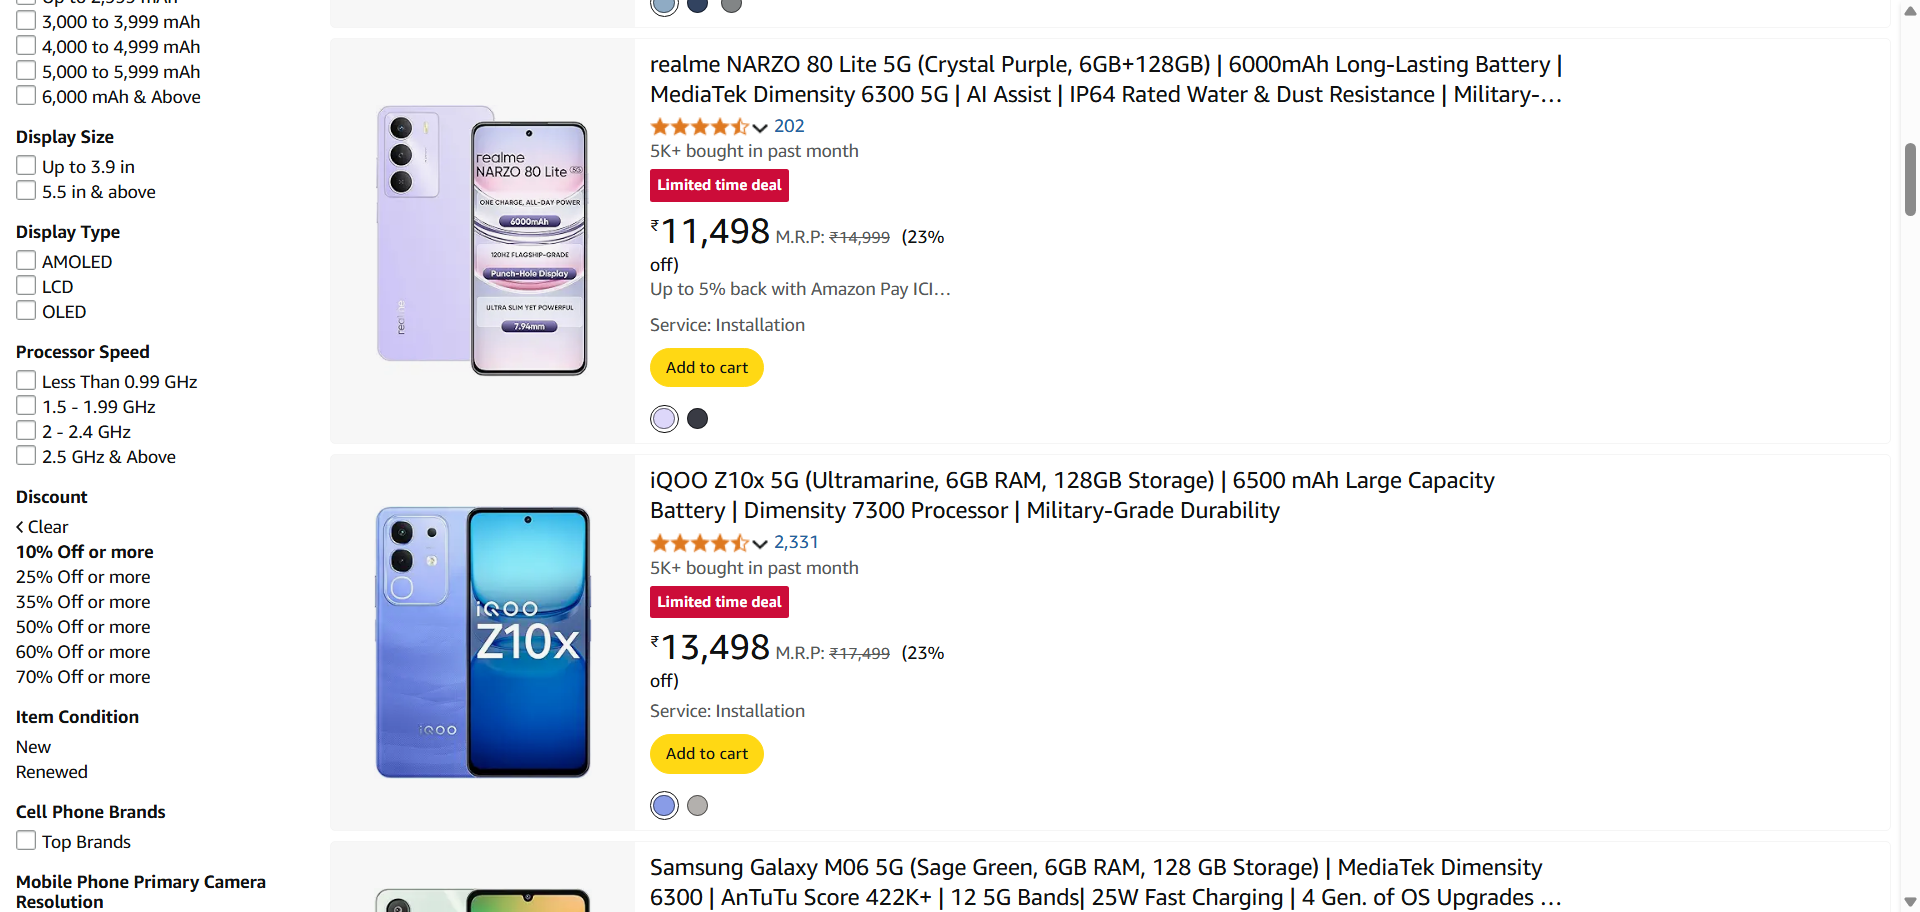 Up to 2,999 mAh
3,000 to 3,999 mAh
4,000 to 4,999 mAh
5,000 to 5,999 mAh
6,000 mAh & Above
Display Size
Up to 3.9 in
5.5 in & above
Display Type
AMOLED
LCD
OLED
Processor Speed
Less Than 0.99 GHz
1.5 - 1.99 GHz
2 - 2.4 GHz
2.5 GHz & Above
Discount
< Clear
10% Off or more
25% Off or more
35% Off or more
50% Off or more
60% Off or more
70% Off or more
Item Condition
New
Renewed
Cell Phone Brands
Top Brands
Mobile Phone Primary Camera
Resolution
realme
NARZO 80 Lite 5G
ONE CHARGE, ALL-DAY POWER
6000mAh
120HZ FLAGSHIP-GRADE
Punch-Hole Display
ULTRA SLIM YET POWERFUL
7.94mm
realme
realme NARZO 80 Lite 5G (Crystal Purple, 6GB+128GB) | 6000mAh Long-Lasting Battery |
MediaTek Dimensity 6300 5G | AI Assist | IP64 Rated Water & Dust Resistance | Military-…
202
5K+ bought in past month
Limited time deal
₹11,498 M.R.P: ₹14,999 (23%
off)
Up to 5% back with Amazon Pay ICI…
Service: Installation
Add to cart
iQOO
Z10x
iQOO
iQOO Z10x 5G (Ultramarine, 6GB RAM, 128GB Storage) | 6500 mAh Large Capacity
Battery | Dimensity 7300 Processor | Military-Grade Durability
2,331
5K+ bought in past month
Limited time deal
₹13,498 M.R.P: ₹17,499 (23%
off)
Service: Installation
Add to cart
Samsung Galaxy M06 5G (Sage Green, 6GB RAM, 128 GB Storage) | MediaTek Dimensity
6300 | AnTuTu Score 422K+ | 12 5G Bands| 25W Fast Charging | 4 Gen. of OS Upgrades …